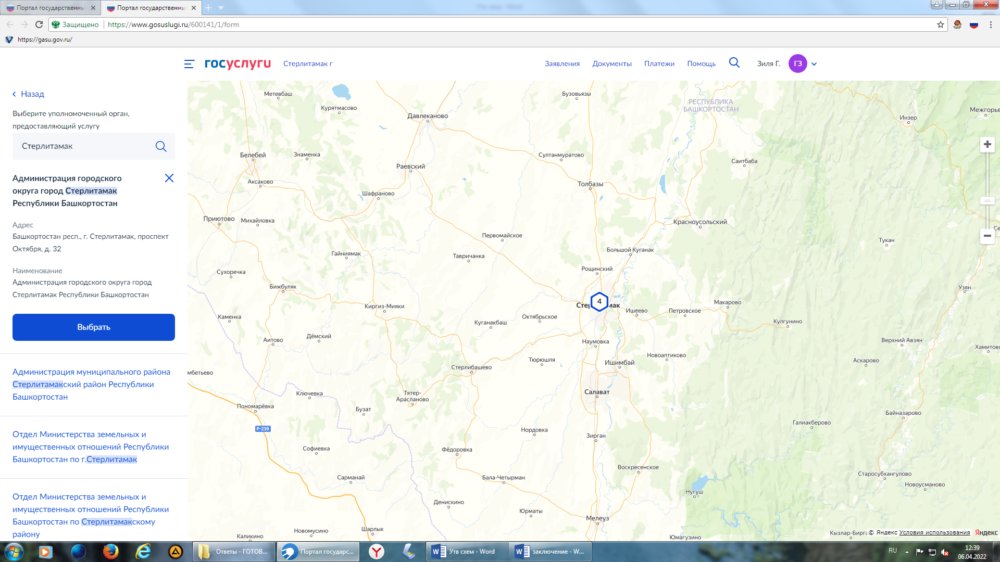 Портал государственных
Портал государственных
Защищено
https://www.gosuslugi.ru/600141/1/form
https://gasu.gov.ru/
госуслуги
Стерлитамак г
Заявления
Документы
Платежи
Помощь
Зиля Г.
ГЗ
Назад
Выберите уполномоченный орган,
предоставляющий услугу
Стерлитамак
Администрация городского
округа город Стерлитамак
Республики Башкортостан
Адрес
Башкортостан респ., г. Стерлитамак, проспект
Октября, д. 32
Наименование
Администрация городского округа город
Стерлитамак Республики Башкортостан
Выбрать
Администрация муниципального района
Стерлитамакский район Республики
Башкортостан
Отдел Министерства земельных и
имущественных отношений Республики
Башкортостан по г.Стерлитамак
Отдел Министерства земельных и
имущественных отношений Республики
Башкортостан по Стерлитамакскому
району
Метевбаш
Бузовьязы
РЕСПУБЛИКА
БАШКОРТОСТАН
Курятмасово
Межгорье
Давлеканово
Инзер
Белебей
Знаменка
Султанмуратово
Саитбаба
Раевский
Аксаково
Толбазы
Шафраново
Приютово
Михайловка
Красноусольский
Се
Первомайское
Тукан
Гайниямак
Тавричанка
Большой Куганак
Сухоречка
Рощинский
Бижбуляк
Узян
Киргиз-Мияки
Стер
4
мак
Ишеево
Петровское
Макарово
Каменка
Октябрьское
Куганакбаш
Кулгунино
Аитово
Дёмский
Наумовка
Верхний Авзян
Хамитово
Новоаптиково
Тюрюшля
Ишимбай
Аскарово
мбетьево
Стерлибашево
Ключевка
Тятер-
Арасланово
Салават
Пономарёвка
Бузат
Байназарово
Р-239
Нордовка
Зирган
Галиакберово
Софиевка
Фёдоровка
Воскресенское
Сарманай
Бала-Четырман
Старосубхангулово
Новоусманово
Нугуш
Денискино
Юрматы
Мелеуз
Каликино
Новомусино
Шарлык
Юмагузино
Кызлар-Бирга
© Яндекс Условия использования
Яндекс
Ответы - ГОТОВ...
Портал государс...
Утв схем - Word
заключение - W...
RU
12:39
06.04.2022